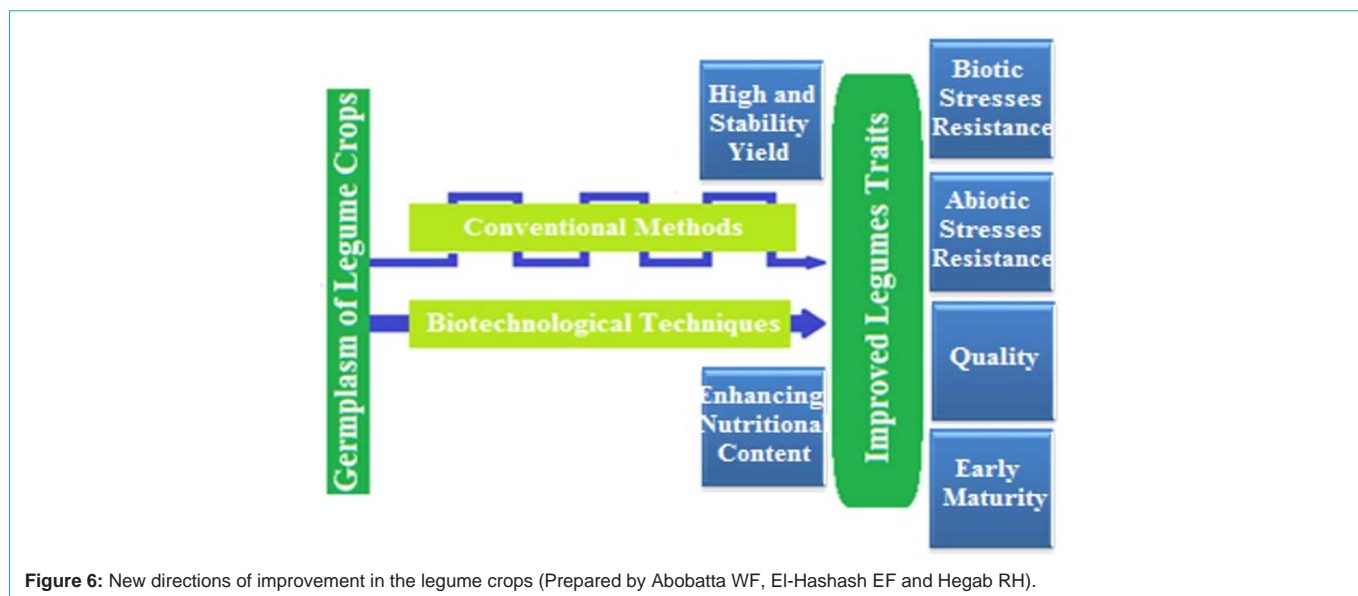 Germplasm of Legume Crops
Conventional Methods
Biotechnological Techniques
High and
Stability
Yield
Enhancing
Nutritional
Content
Improved Legumes Traits
Biotic
Stresses
Resistance
Abiotic
Stresses
Resistance
Quality
Early
Maturity
Figure 6: New directions of improvement in the legume crops (Prepared by Abobatta WF, El-Hashash EF and Hegab RH).